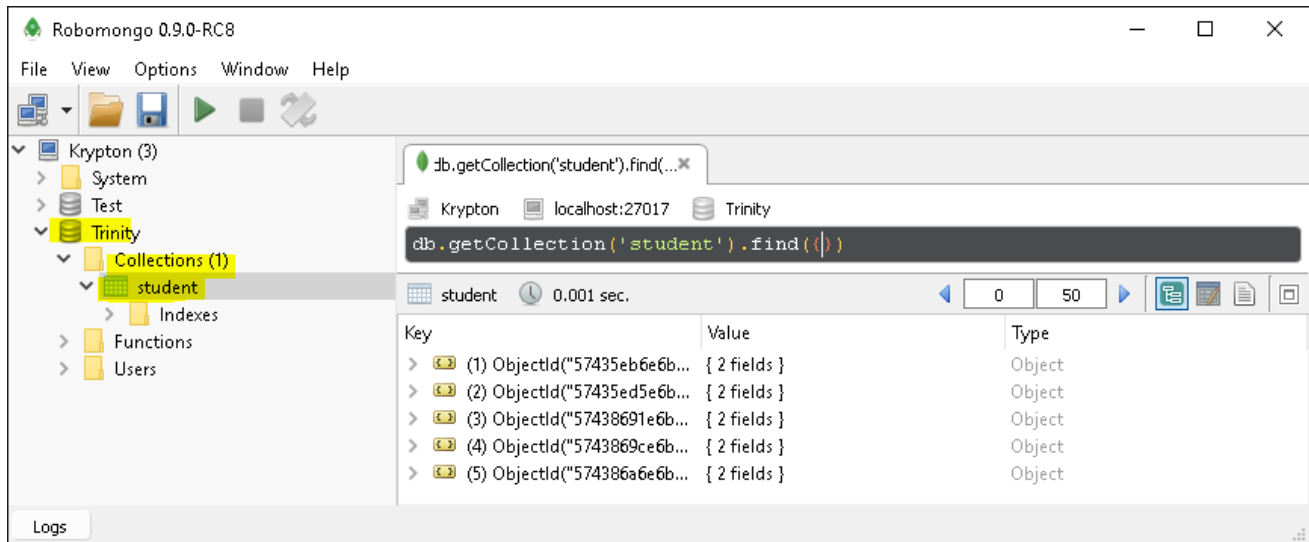 Robomongo 0.9.0-RC8
File View Options Window Help
Krypton (3)
System
Test
Trinity
Collections (1)
student
Indexes
Functions
Users
db.getCollection('student').find(...
Krypton localhost:27017 Trinity
db.getCollection('student').find({})
student 0.001 sec. 0 50
Key Value Type
(1) ObjectId("57435eb6e6b... { 2 fields } Object
(2) ObjectId("57435ed5e6b... { 2 fields } Object
(3) ObjectId("57438691e6b... { 2 fields } Object
(4) ObjectId("5743869ce6b... { 2 fields } Object
(5) ObjectId("574386a6e6b... { 2 fields } Object
Logs